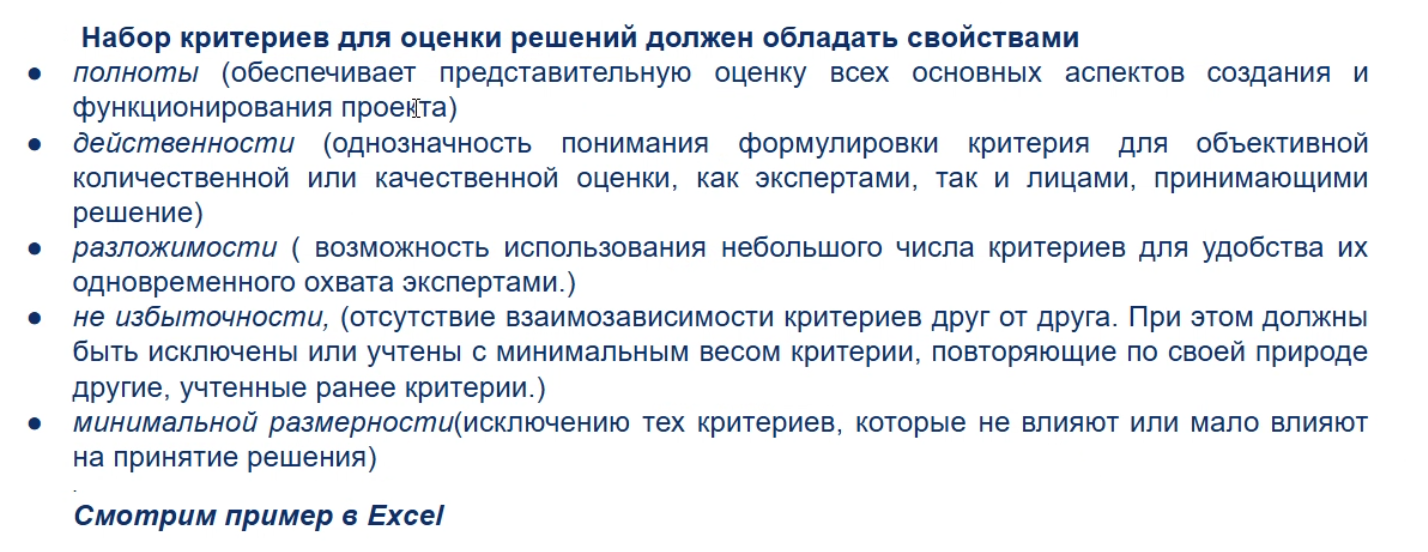 Набор критериев для оценки решений должен обладать свойствами
● полноты (обеспечивает представительную оценку всех основных аспектов создания и
функционирования проекта)
● действенности (однозначность понимания формулировки критерия для объективной
количественной или качественной оценки, как экспертами, так и лицами, принимающими
решение)
● разложимости ( возможность использования небольшого числа критериев для удобства их
одновременного охвата экспертами.)
● не избыточности, (отсутствие взаимозависимости критериев друг от друга. При этом должны
быть исключены или учтены с минимальным весом критерии, повторяющие по своей природе
другие, учтенные ранее критерии.)
● минимальной размерности(исключению тех критериев, которые не влияют или мало влияют
на принятие решения)
.
Смотрим пример в Excel